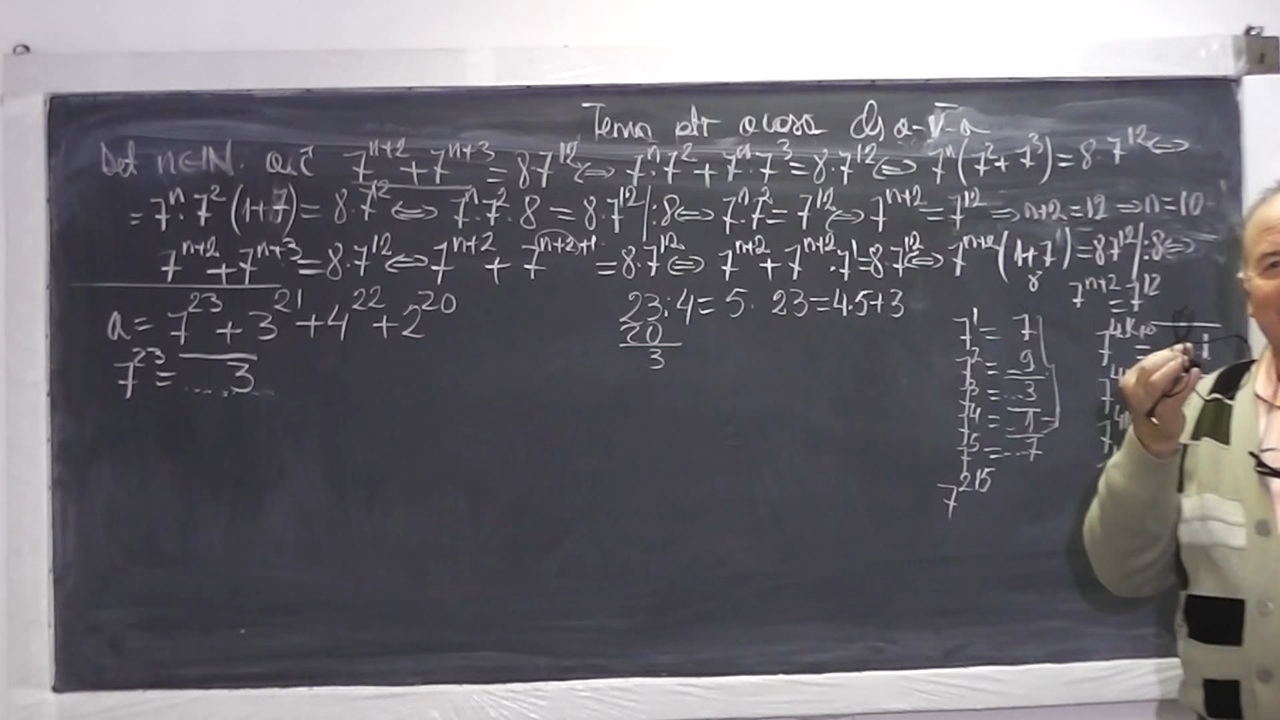 Tema ptr acasa cls a-V-a
Det n∈ℕ. a.î 7^{n+2} + 7^{n+3} = 8·7^{12} ⇔ 7^n·7^2 + 7^n·7^3 = 8·7^{12} ⇔ 7^n(7^2 + 7^3) = 8·7^{12} ⇔
= 7^n·7^2(1+7) = 8·7^{12} ⇔ 7^n·7^2·8 = 8·7^{12} |:8 ⇔ 7^n·7^2 = 7^{12} ⇔ 7^{n+2} = 7^{12} ⇒ n+2=12 ⇒ n=10
7^{n+2} + 7^{n+3} = 8·7^{12} ⇔ 7^{n+2} + 7^{(n+2)+1} = 8·7^{12} ⇔ 7^{n+2} + 7^{n+2}·7^1 = 8·7^{12} ⇔ 7^{n+2}(1+7^1) = 8·7^{12} |:8 ⇔
8
7^{n+2} = 7^{12}
a = 7^{23} + 3^{21} + 4^{22} + 2^{20}
7^{23} = .....3
23:4 = 5. 23=4·5+3
20
3
7^1 = 7
7^2 = ..9
7^3 = ...3
7^4 = ..1
7^5 = ...7
7^{215}